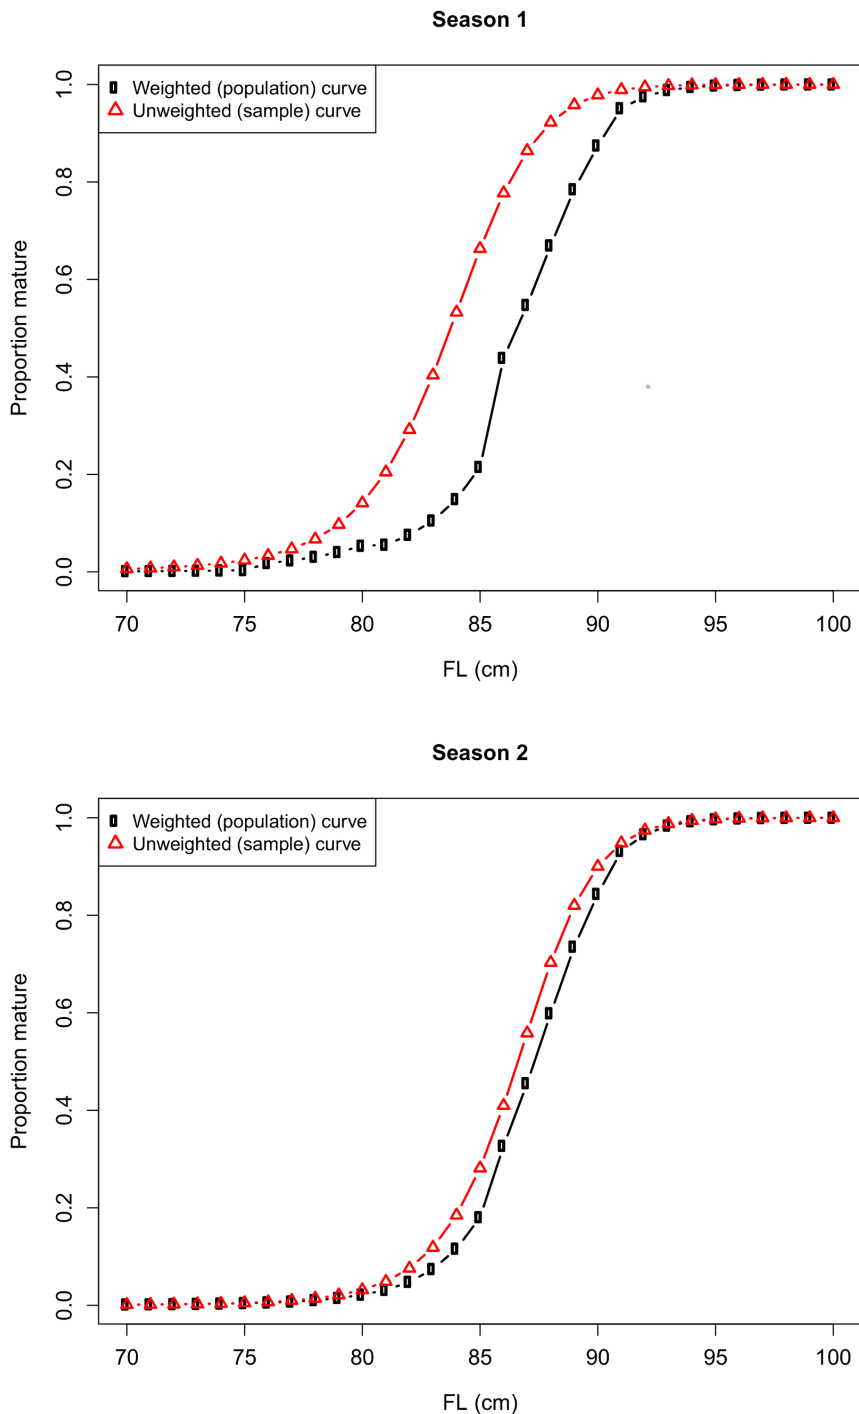 Season 1
Weighted (population) curve
Unweighted (sample) curve
Proportion mature
0.0 0.2 0.4 0.6 0.8 1.0
70 75 80 85 90 95 100
FL (cm)
Season 2
Weighted (population) curve
Unweighted (sample) curve
Proportion mature
0.0 0.2 0.4 0.6 0.8 1.0
70 75 80 85 90 95 100
FL (cm)